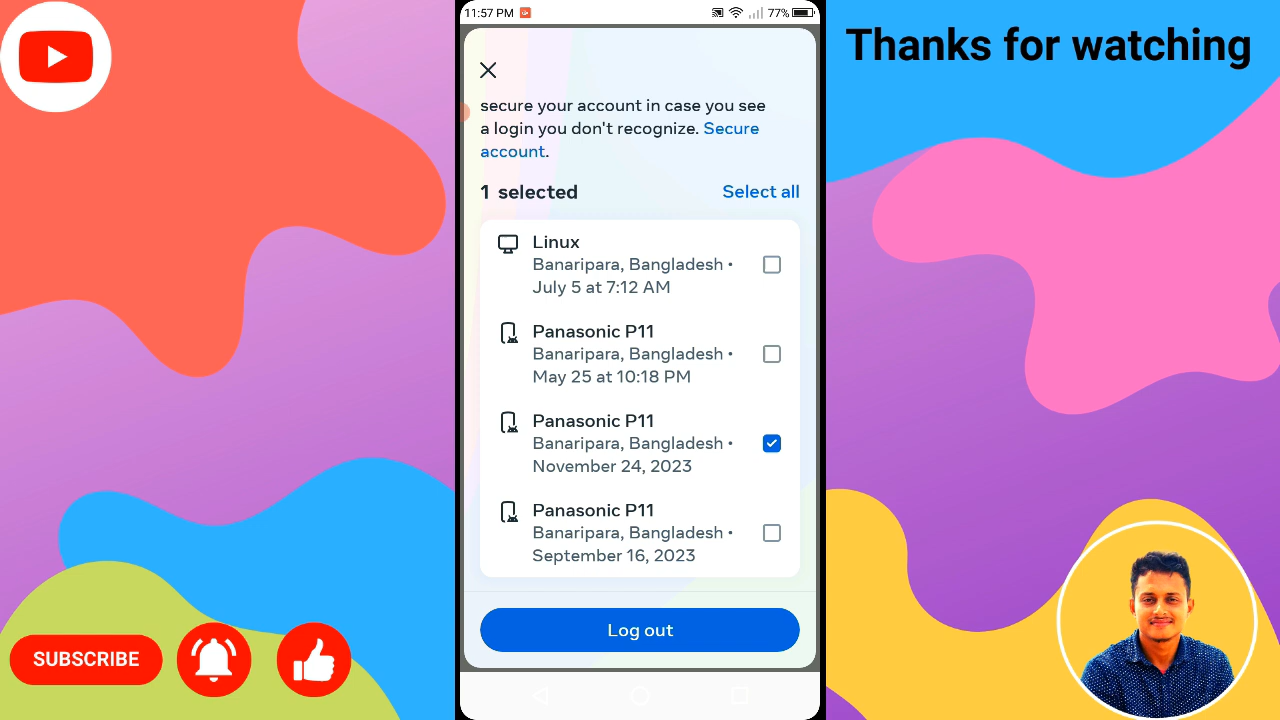 11:57 PM
77%
Thanks for watching
secure your account in case you see
a login you don't recognize. Secure
account.
1 selected
Select all
Linux
Banaripara, Bangladesh •
July 5 at 7:12 AM
Panasonic P11
Banaripara, Bangladesh •
May 25 at 10:18 PM
Panasonic P11
Banaripara, Bangladesh •
November 24, 2023
Panasonic P11
Banaripara, Bangladesh •
September 16, 2023
Log out
SUBSCRIBE